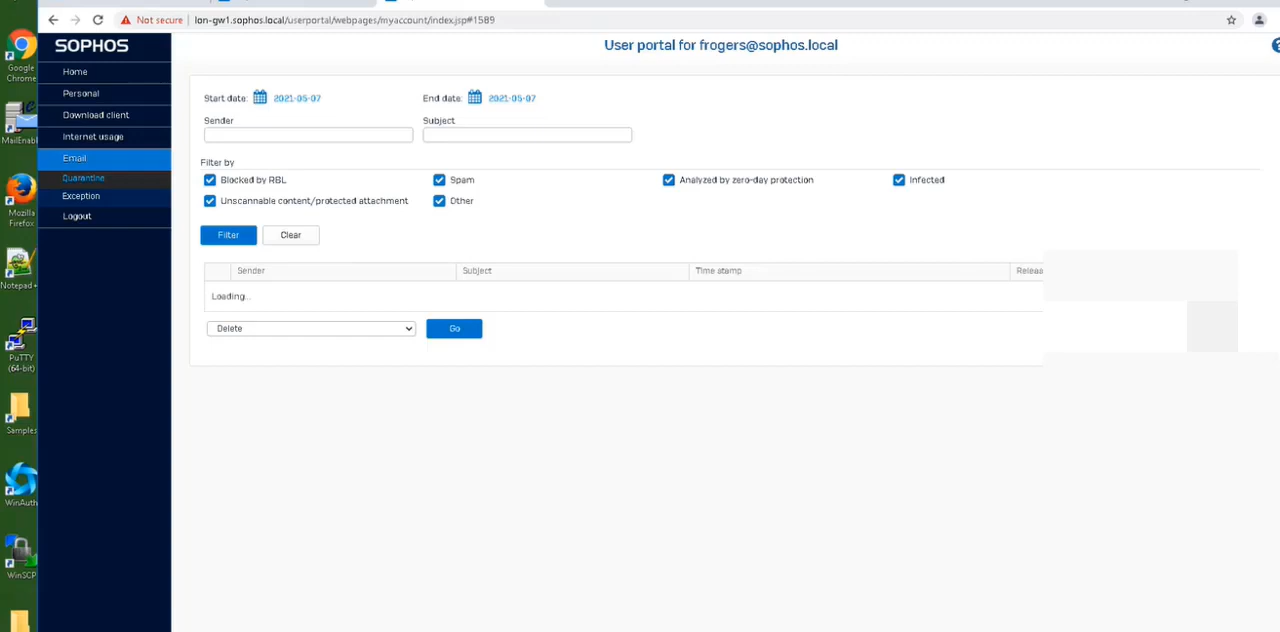 Not secure | lon-gw1.sophos.local/userportal/webpages/myaccount/index.jsp#1589
SOPHOS
User portal for frogers@sophos.local
Google
Chrome
MailEnabl
Mozilla
Firefox
Notepad+
PuTTY
(64-bit)
Samples
WinAuth
WinSCP
Home
Personal
Download client
Internet usage
Email
Quarantine
Exception
Logout
Start date: 2021-05-07 End date: 2021-05-07
Sender Subject
Filter by
Blocked by RBL Spam Analyzed by zero-day protection Infected
Unscannable content/protected attachment Other
Filter Clear
Sender Subject Time stamp Releas
Loading...
Delete Go